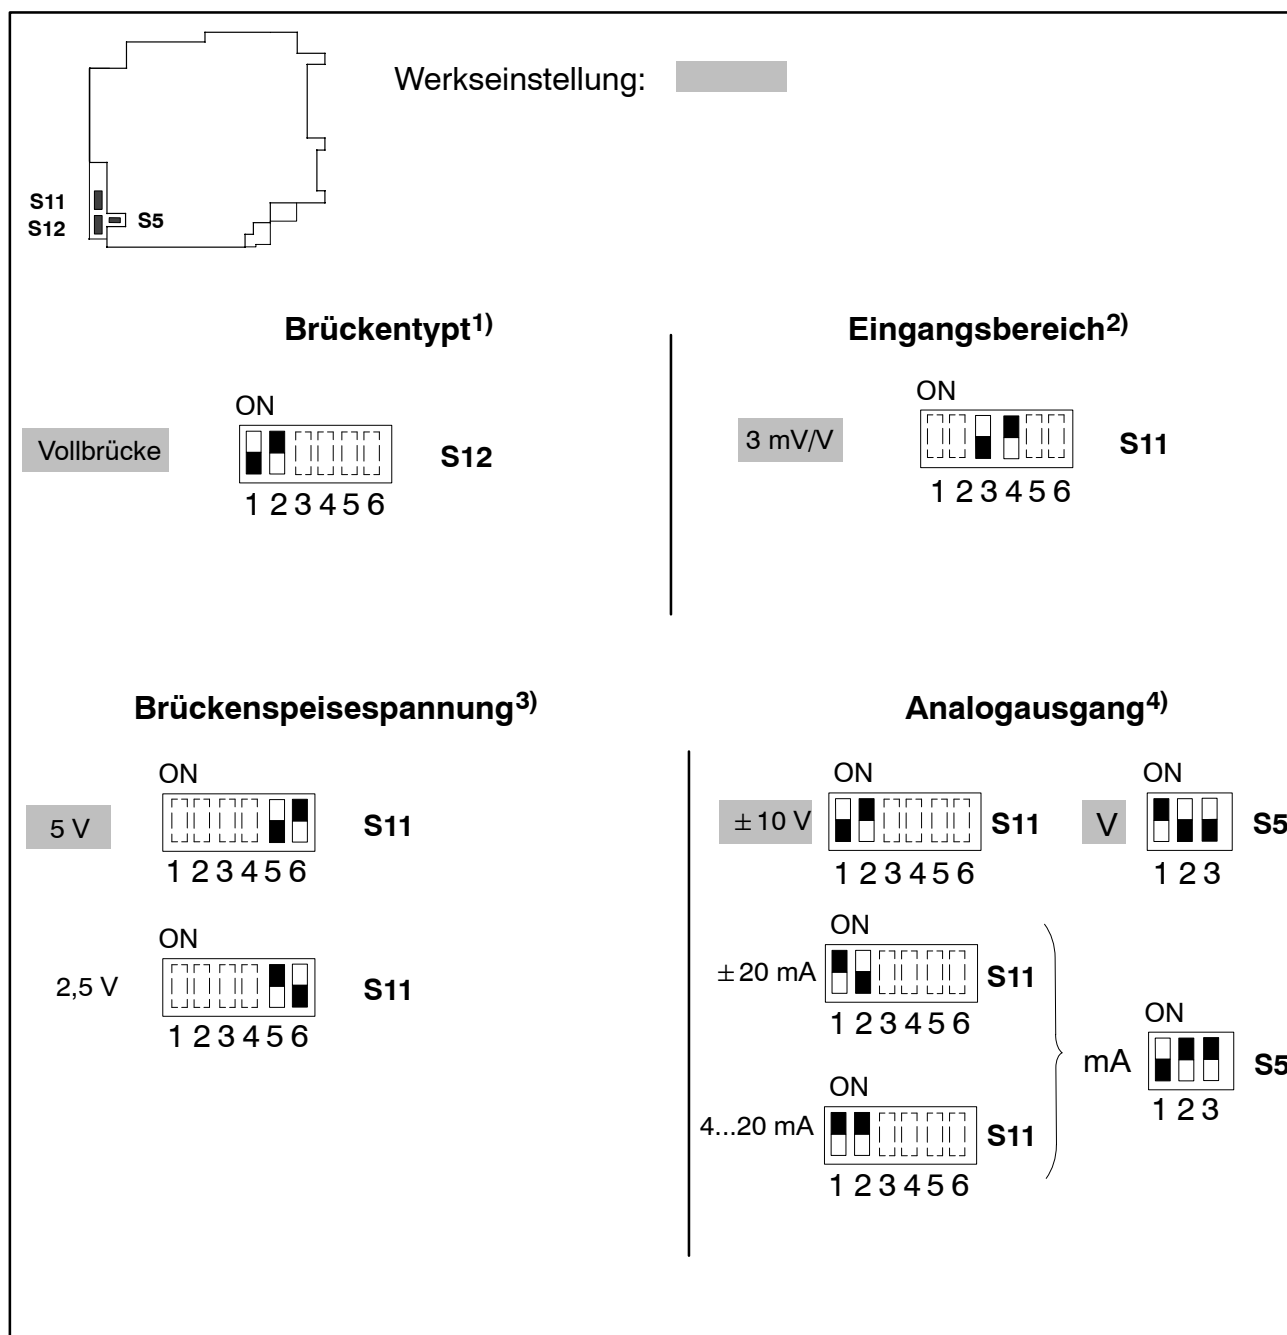 Werkseinstellung:
S11
S12
S5
Brückentypt1)
Eingangsbereich2)
ON
Vollbrücke
S12
1 2 3 4 5 6
ON
3 mV/V
S11
1 2 3 4 5 6
Brückenspeisespannung3)
ON
5 V
S11
1 2 3 4 5 6
ON
2,5 V
S11
1 2 3 4 5 6
Analogausgang4)
ON
± 10 V
S11
1 2 3 4 5 6
ON
V
S5
1 2 3
ON
± 20 mA
S11
1 2 3 4 5 6
ON
4...20 mA
S11
1 2 3 4 5 6
ON
mA
S5
1 2 3